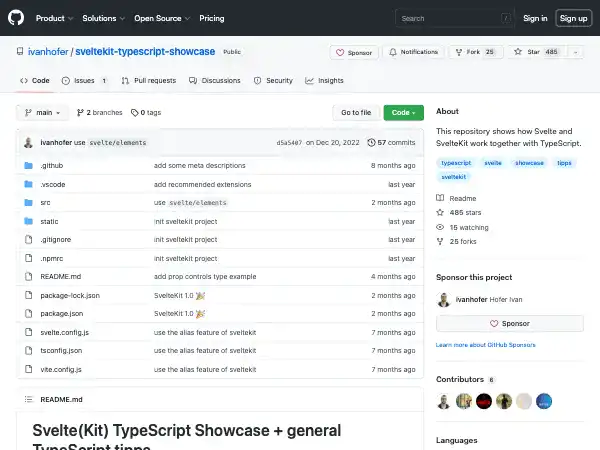 Product Solutions Open Source Pricing Search / Sign in Sign up
ivanhofer / sveltekit-typescript-showcase Public Sponsor Notifications Fork 25 Star 485
Code Issues 1 Pull requests Discussions Security Insights
main 2 branches 0 tags Go to file Code
ivanhofer use svelte/elements d5a5407 on Dec 20, 2022 57 commits
.github add some meta descriptions 8 months ago
.vscode add recommended extensions last year
src use svelte/elements 2 months ago
static init sveltekit project last year
.gitignore init sveltekit project last year
.npmrc init sveltekit project last year
README.md add prop controls type example 4 months ago
package-lock.json SvelteKit 1.0 🎉 2 months ago
package.json SvelteKit 1.0 🎉 2 months ago
svelte.config.js use the alias feature of sveltekit 7 months ago
tsconfig.json use the alias feature of sveltekit 7 months ago
vite.config.js use the alias feature of sveltekit 7 months ago
README.md
Svelte(Kit) TypeScript Showcase + general
TypeScript tipps
About
This repository shows how Svelte and
SvelteKit work together with TypeScript.
typescript svelte showcase tipps
sveltekit
Readme
485 stars
15 watching
25 forks
Sponsor this project
ivanhofer Hofer Ivan
Sponsor
Learn more about GitHub Sponsors
Contributors 6
Languages